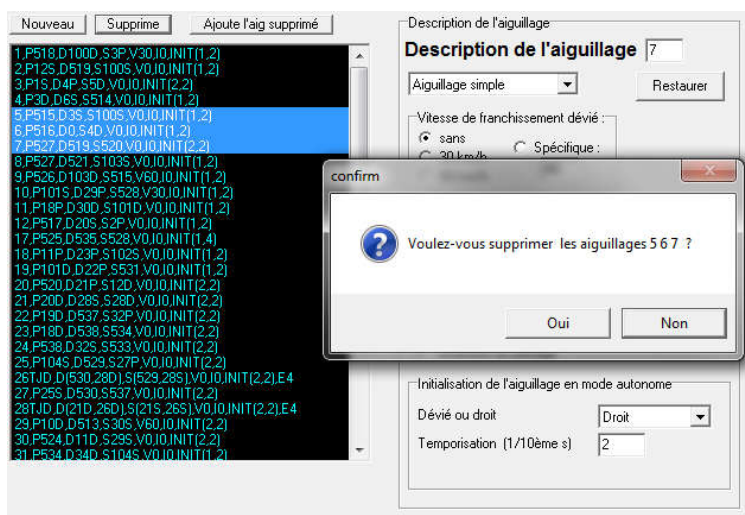 Nouveau Supprime Ajoute l'aig supprimé
1,P518,D100D,S3P,V30,I0,INIT(1,2)
2,P12S,D519,S100S,V0,I0,INIT(1,2)
3,P1S,D4P,S5D,V0,I0,INIT(2,2)
4,P3D,D6S,S514,V0,I0,INIT(1,2)
5,P515,D3S,S100S,V0,I0,INIT(1,2)
6,P516,D0,S4D,V0,I0,INIT(1,2)
7,P527,D519,S520,V0,I0,INIT(2,2)
8,P527,D521,S103S,V0,I0,INIT(1,2)
9,P526,D103D,S515,V60,I0,INIT(1,2)
10,P101S,D29P,S528,V30,I0,INIT(1,2)
11,P18P,D30D,S101D,V0,I0,INIT(1,2)
12,P517,D20S,S2P,V0,I0,INIT(1,2)
17,P525,D535,S528,V0,I0,INIT(1,4)
18,P11P,D23P,S102S,V0,I0,INIT(1,2)
19,P101D,D22P,S531,V0,I0,INIT(1,2)
20,P520,D21P,S12D,V0,I0,INIT(2,2)
21,P20D,D28S,S28D,V0,I0,INIT(2,2)
22,P19D,D537,S32P,V0,I0,INIT(2,2)
23,P18D,D538,S534,V0,I0,INIT(2,2)
24,P538,D32S,S533,V0,I0,INIT(2,2)
25,P104S,D529,S27P,V0,I0,INIT(2,2)
26TJD,D(530,28D),S(529,28S),V0,I0,INIT(2,2),E4
27,P25S,D530,S537,V0,I0,INIT(2,2)
28TJD,D(21D,26D),S(21S,26S),V0,I0,INIT(2,2),E4
29,P10D,D513,S30S,V60,I0,INIT(2,2)
30,P524,D11D,S29S,V0,I0,INIT(2,2)
31,P534,D34D,S104S,V0,I0,INIT(1,2)
Description de l'aiguillage
Description de l'aiguillage 7
Aiguillage simple Restaurer
Vitesse de franchissement dévié :
sans
Spécifique :
30 km/h
confirm
Voulez-vous supprimer les aiguillages 5 6 7 ?
Oui Non
Initialisation de l'aiguillage en mode autonome
Dévié ou droit Droit
Temporisation (1/10ème s) 2